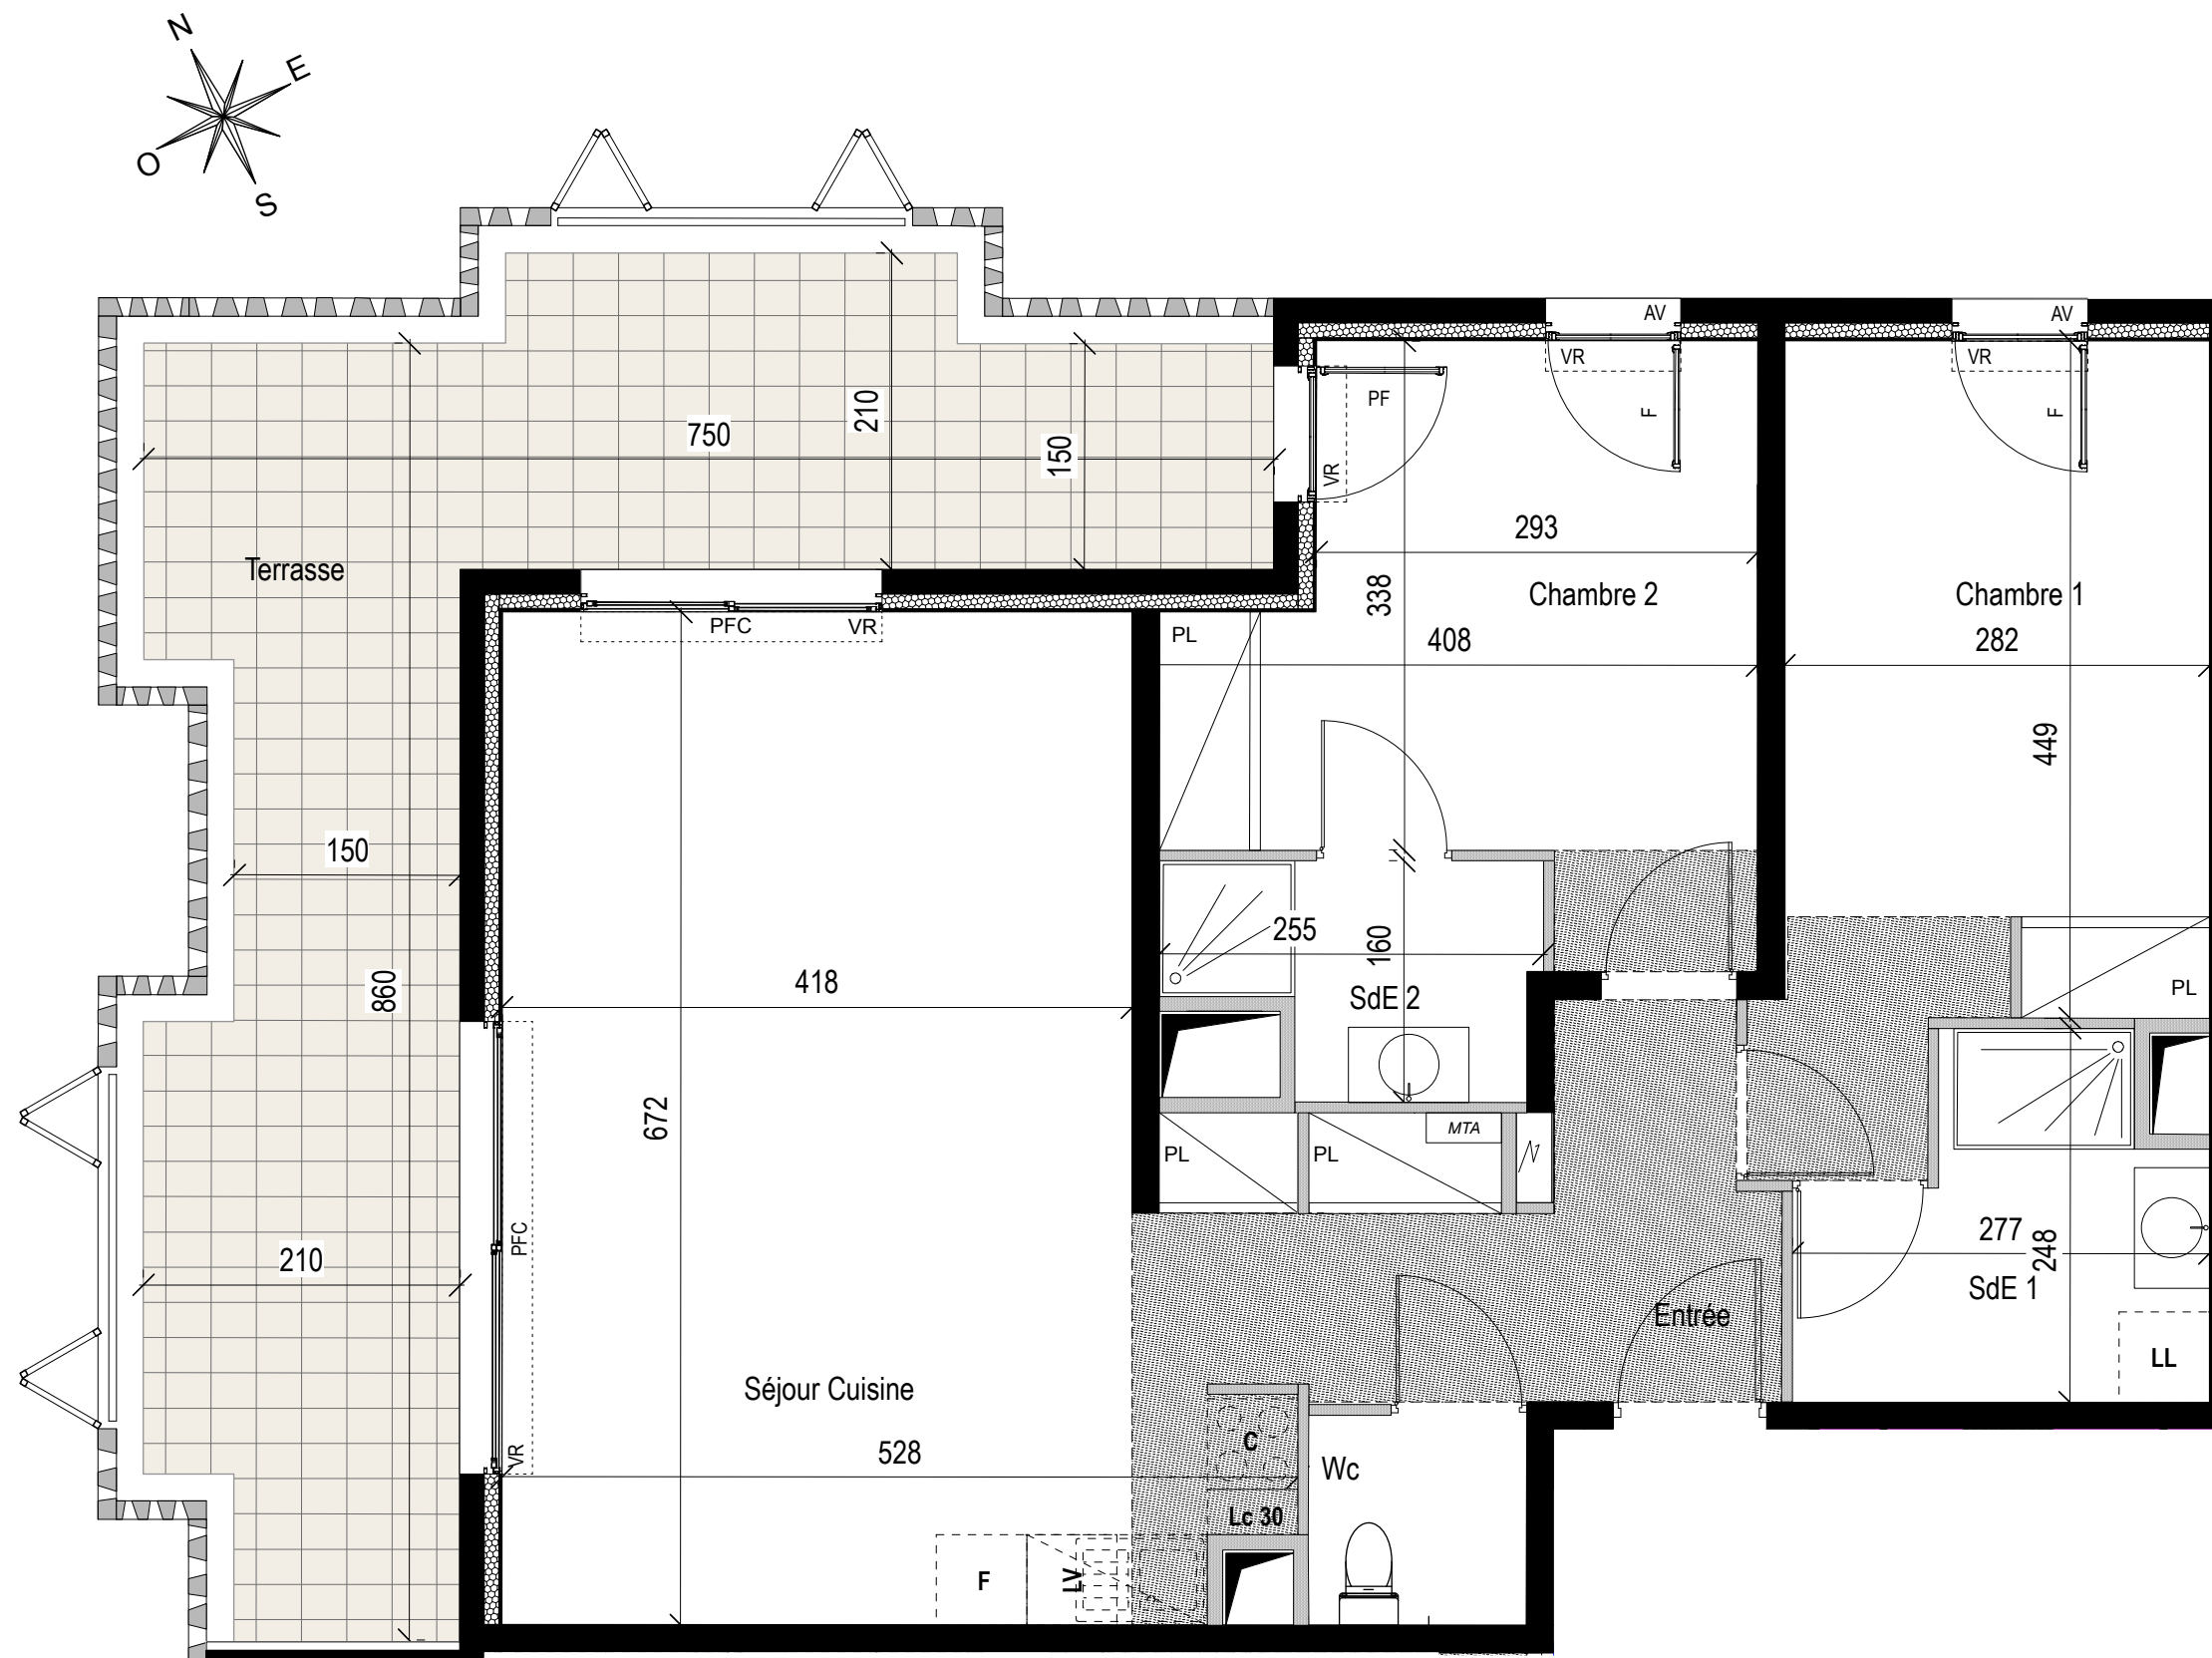 N
E
O
S
AV
AV
VR
VR
PF
F
F
210
750
150
VR
293
Terrasse
338
Chambre 2
Chambre 1
PFC
VR
PL
408
282
449
150
255
160
418
860
SdE 2
PL
672
MTA
PL
PL
PFC
277
248
210
SdE 1
Entrée
LL
Séjour Cuisine
C
528
VR
Wc
Lc 30
F
LV